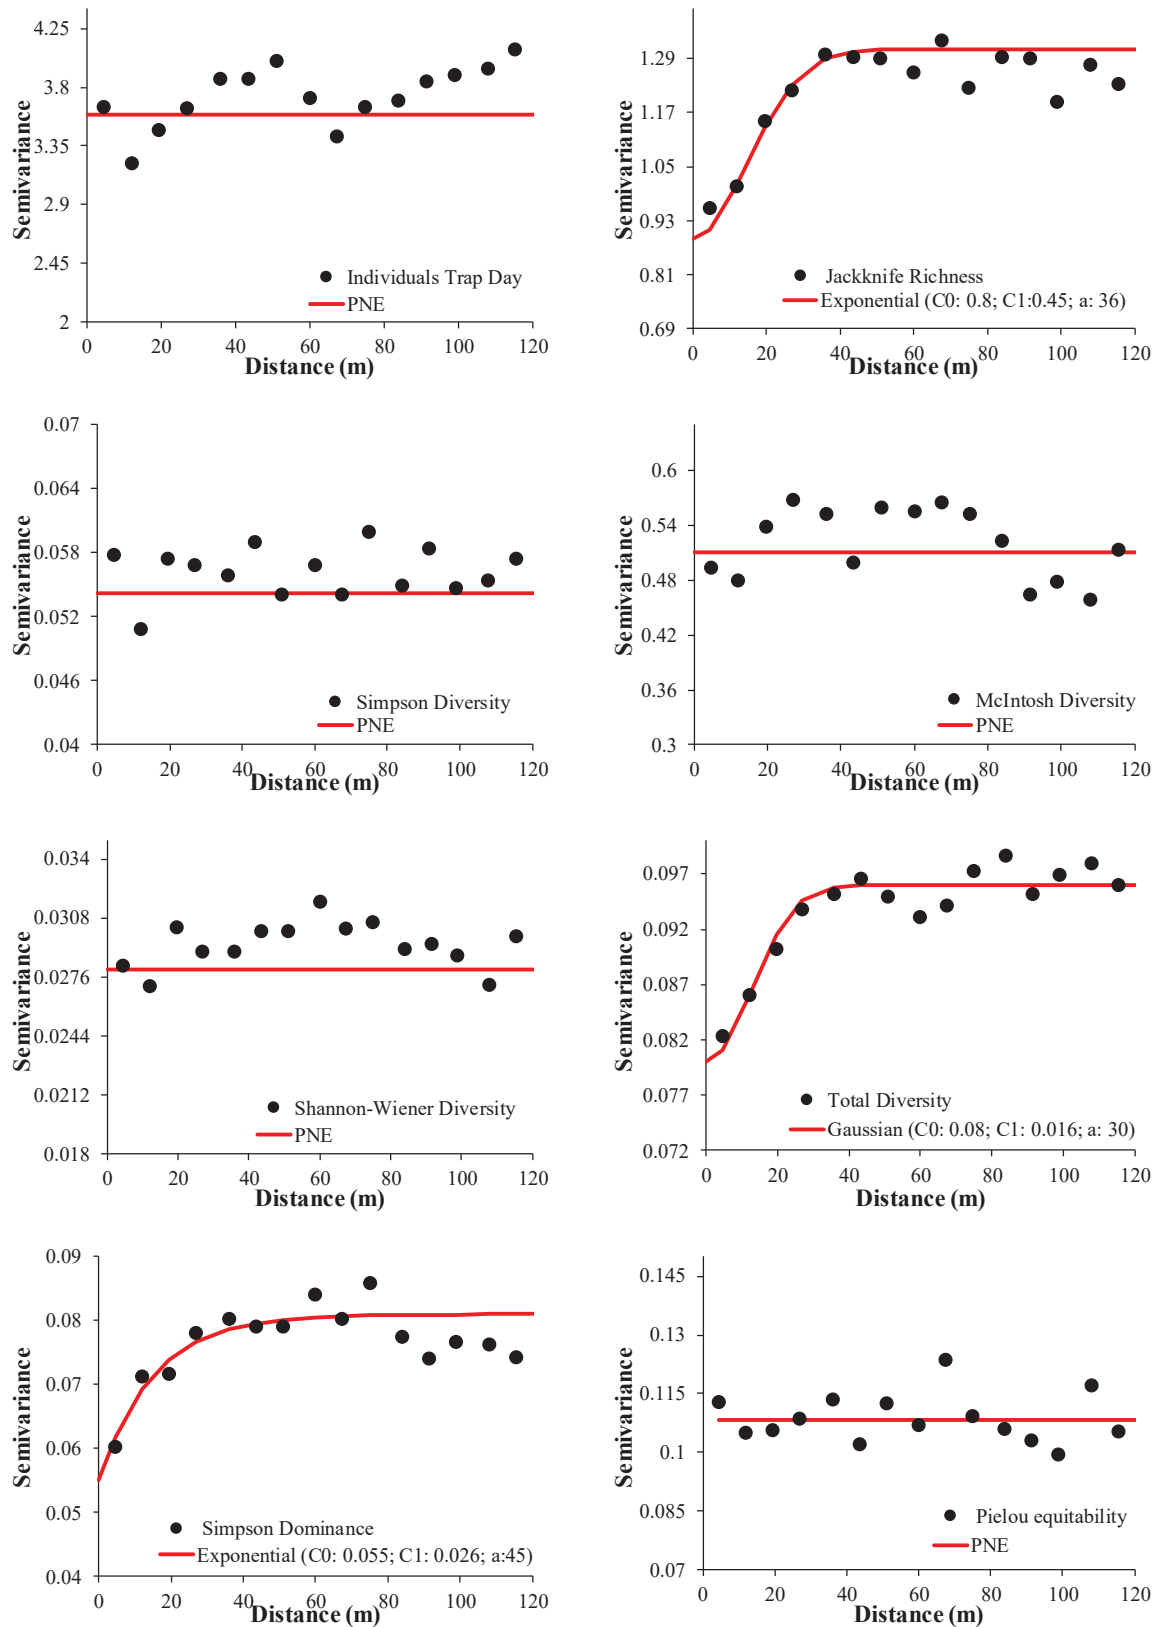 4.25
3.8
3.35
2.9
2.45
2
Semivariance
Individuals Trap Day
PNE
0 20 40 60 80 100 120
Distance (m)
1.29
1.17
1.05
0.93
0.81
0.69
Semivariance
Jackknife Richness
Exponential (C0: 0.8; C1:0.45; a: 36)
0 20 40 60 80 100 120
Distance (m)
0.07
0.064
0.058
0.052
0.046
0.04
Semivariance
Simpson Diversity
PNE
0 20 40 60 80 100 120
Distance (m)
0.6
0.54
0.48
0.42
0.36
0.3
Semivariance
McIntosh Diversity
PNE
0 20 40 60 80 100 120
Distance (m)
0.034
0.0308
0.0276
0.0244
0.0212
0.018
Semivariance
Shannon-Wiener Diversity
PNE
0 20 40 60 80 100 120
Distance (m)
0.097
0.092
0.087
0.082
0.077
0.072
Semivariance
Total Diversity
Gaussian (C0: 0.08; C1: 0.016; a: 30)
0 20 40 60 80 100 120
Distance (m)
0.09
0.08
0.07
0.06
0.05
0.04
Semivariance
Simpson Dominance
Exponential (C0: 0.055; C1: 0.026; a:45)
0 20 40 60 80 100 120
Distance (m)
0.145
0.13
0.115
0.1
0.085
0.07
Semivariance
Pielou equitability
PNE
0 20 40 60 80 100 120
Distance (m)